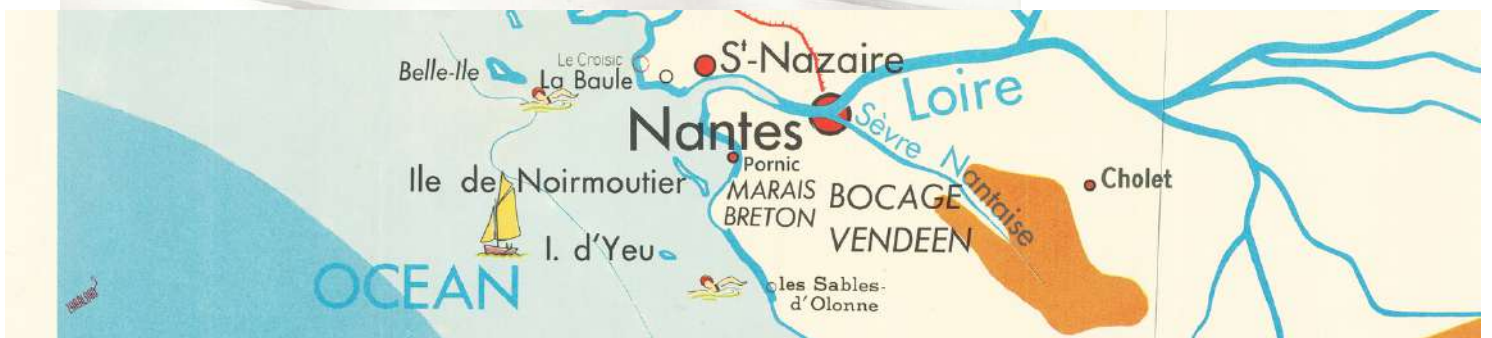 Belle-Ile
Le Croisic
La Baule
St-Nazaire
Loire
Nantes
Sèvre Nantaise
Pornic
Cholet
Ile de Noirmoutier
MARAIS
BRETON
BOCAGE
VENDEEN
I. d'Yeu
OCEAN
les Sables-
d'Olonne